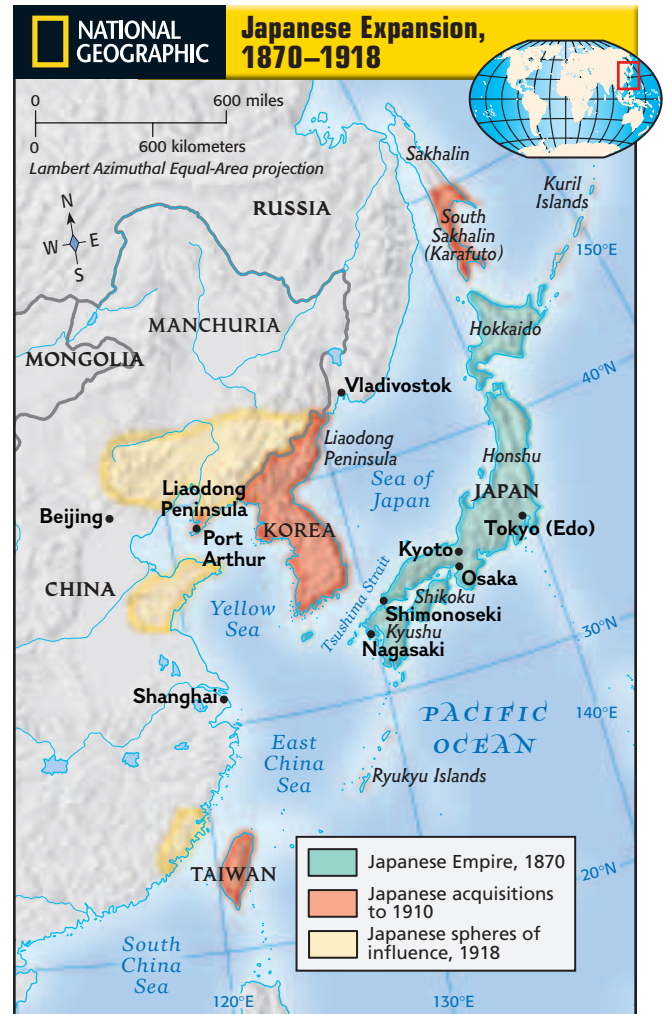 NATIONAL
GEOGRAPHIC
Japanese Expansion,
1870–1918
0
600 miles
0
600 kilometers
Lambert Azimuthal Equal-Area projection
N
W
E
S
RUSSIA
Sakhalin
Kuril
Islands
South
Sakhalin
(Karafuto)
150°E
MANCHURIA
Hokkaido
MONGOLIA
Vladivostok
40°N
Liaodong
Peninsula
Honshu
Sea of
Japan
JAPAN
Liaodong
Peninsula
Beijing
Port
Arthur
KOREA
Tokyo (Edo)
Kyoto
Osaka
CHINA
Shikoku
Yellow
Sea
Tsushima Strait
Shimonoseki
Kyushu
Nagasaki
30°N
Shanghai
PACIFIC
OCEAN
140°E
East
China
Sea
Ryukyu Islands
TAIWAN
20°N
Japanese Empire, 1870
Japanese acquisitions
to 1910
Japanese spheres of
influence, 1918
South
China
Sea
120°E
130°E